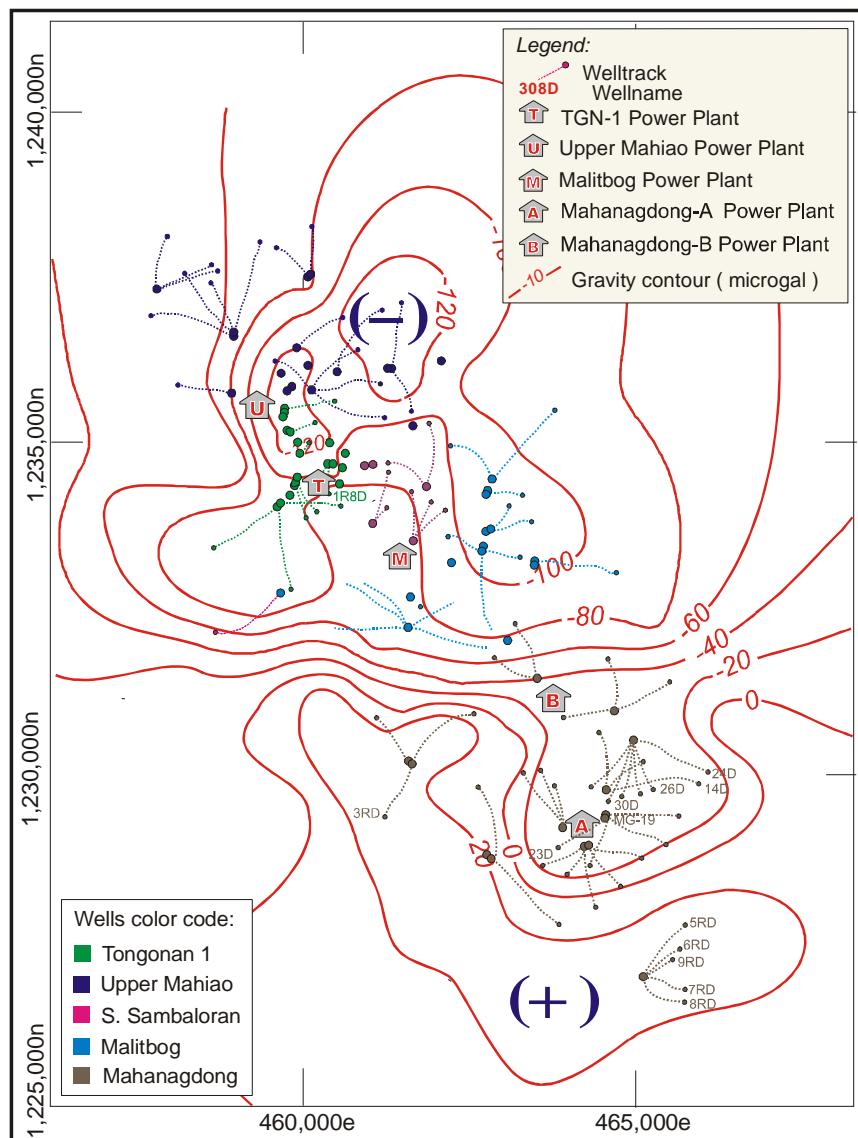 Legend:
Welltrack
308D
Wellname
T
TGN-1 Power Plant
U
Upper Mahiao Power Plant
M
Malitbog Power Plant
A
Mahanagdong-A Power Plant
B
Mahanagdong-B Power Plant
-10
Gravity contour ( microgal )
1,240,000n
1,235,000n
1,230,000n
1,225,000n
460,000e
465,000e
(−)
-120
U
-120
T
1R8D
M
-100
-80
-60
-40
-20
0
B
24D
14D
26D
30D
MG-19
A
23D
3RD
20
0
5RD
6RD
9RD
7RD
8RD
(+)
Wells color code:
Tongonan 1
Upper Mahiao
S. Sambaloran
Malitbog
Mahanagdong